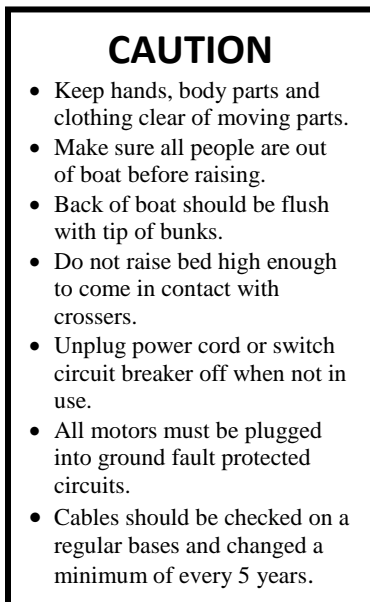 CAUTION
• Keep hands, body parts and
clothing clear of moving parts.
• Make sure all people are out
of boat before raising.
• Back of boat should be flush
with tip of bunks.
• Do not raise bed high enough
to come in contact with
crossers.
• Unplug power cord or switch
circuit breaker off when not in
use.
• All motors must be plugged
into ground fault protected
circuits.
• Cables should be checked on a
regular bases and changed a
minimum of every 5 years.